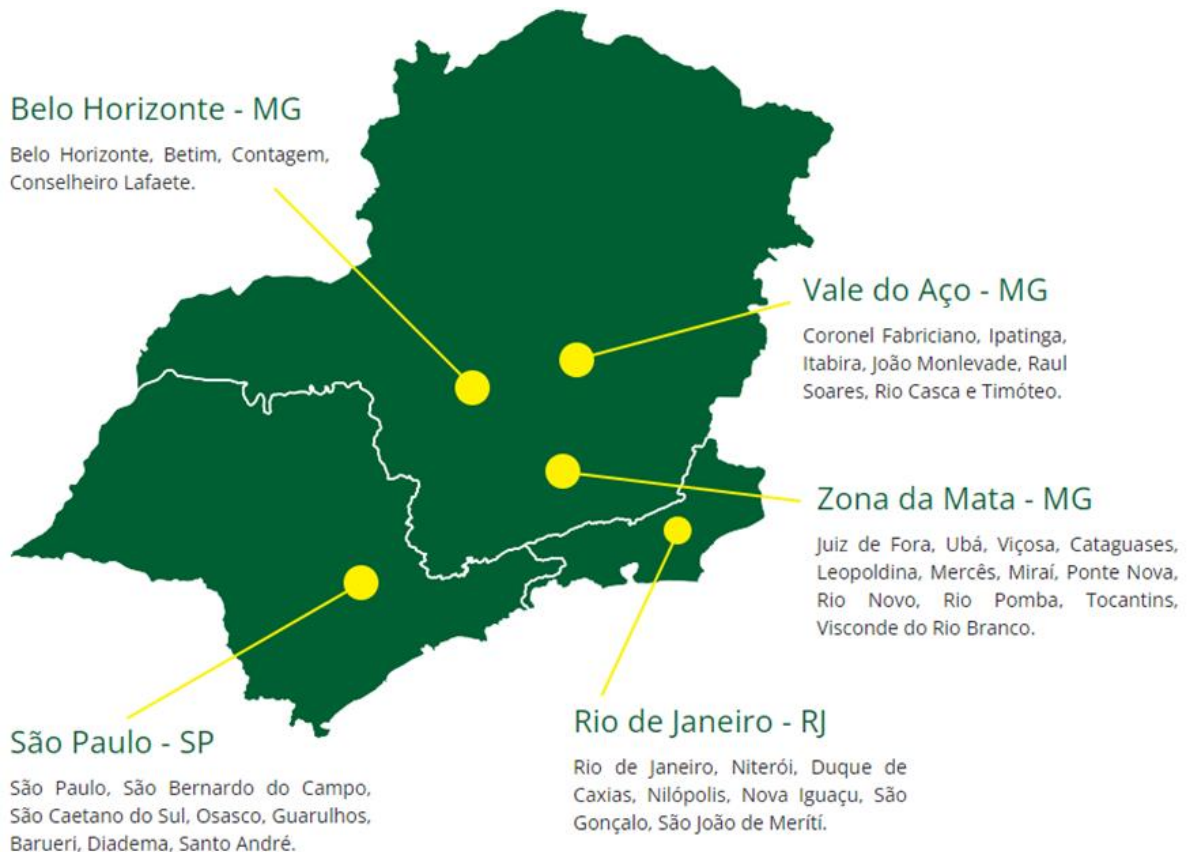 Belo Horizonte - MG
Belo Horizonte, Betim, Contagem,
Conselheiro Lafaete.
Vale do Aço - MG
Coronel Fabriciano, Ipatinga,
Itabira, João Monlevade, Raul
Soares, Rio Casca e Timóteo.
Zona da Mata - MG
Juiz de Fora, Ubá, Viçosa, Cataguases,
Leopoldina, Mercês, Miraí, Ponte Nova,
Rio Novo, Rio Pomba, Tocantins,
Visconde do Rio Branco.
São Paulo - SP
São Paulo, São Bernardo do Campo,
São Caetano do Sul, Osasco, Guarulhos,
Barueri, Diadema, Santo André.
Rio de Janeiro - RJ
Rio de Janeiro, Niterói, Duque de
Caxias, Nilópolis, Nova Iguaçu, São
Gonçalo, São João de Merítí.